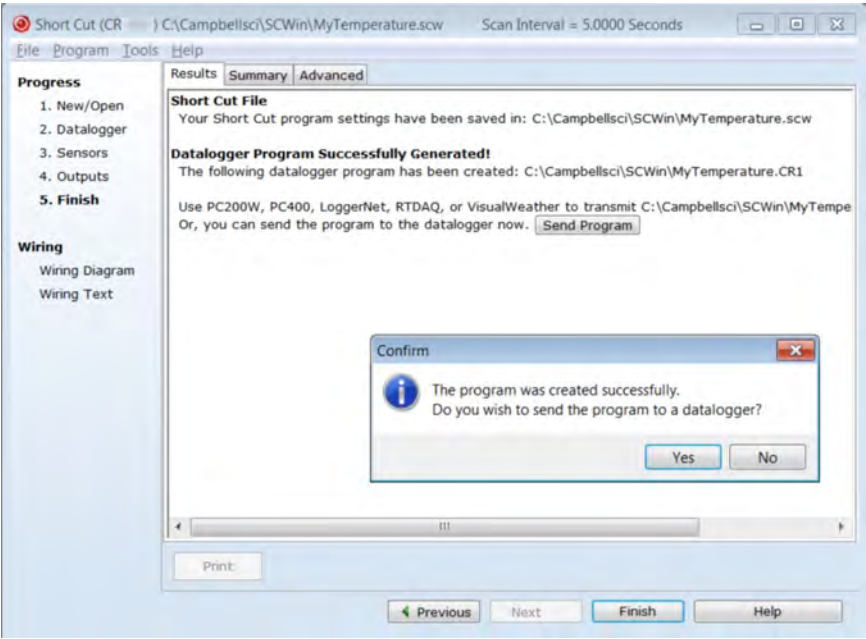 Short Cut (CR ) C:\Campbellsci\SCWin\MyTemperature.scw Scan Interval = 5.0000 Seconds
File Program Tools Help
Progress
1. New/Open
2. Datalogger
3. Sensors
4. Outputs
5. Finish
Wiring
Wiring Diagram
Wiring Text
Results Summary Advanced
Short Cut File
Your Short Cut program settings have been saved in: C:\Campbellsci\SCWin\MyTemperature.scw
Datalogger Program Successfully Generated!
The following datalogger program has been created: C:\Campbellsci\SCWin\MyTemperature.CR1
Use PC200W, PC400, LoggerNet, RTDAQ, or VisualWeather to transmit C:\Campbellsci\SCWin\MyTempe
Or, you can send the program to the datalogger now. Send Program
Confirm
The program was created successfully.
Do you wish to send the program to a datalogger?
Yes No
Print
Previous Next Finish Help